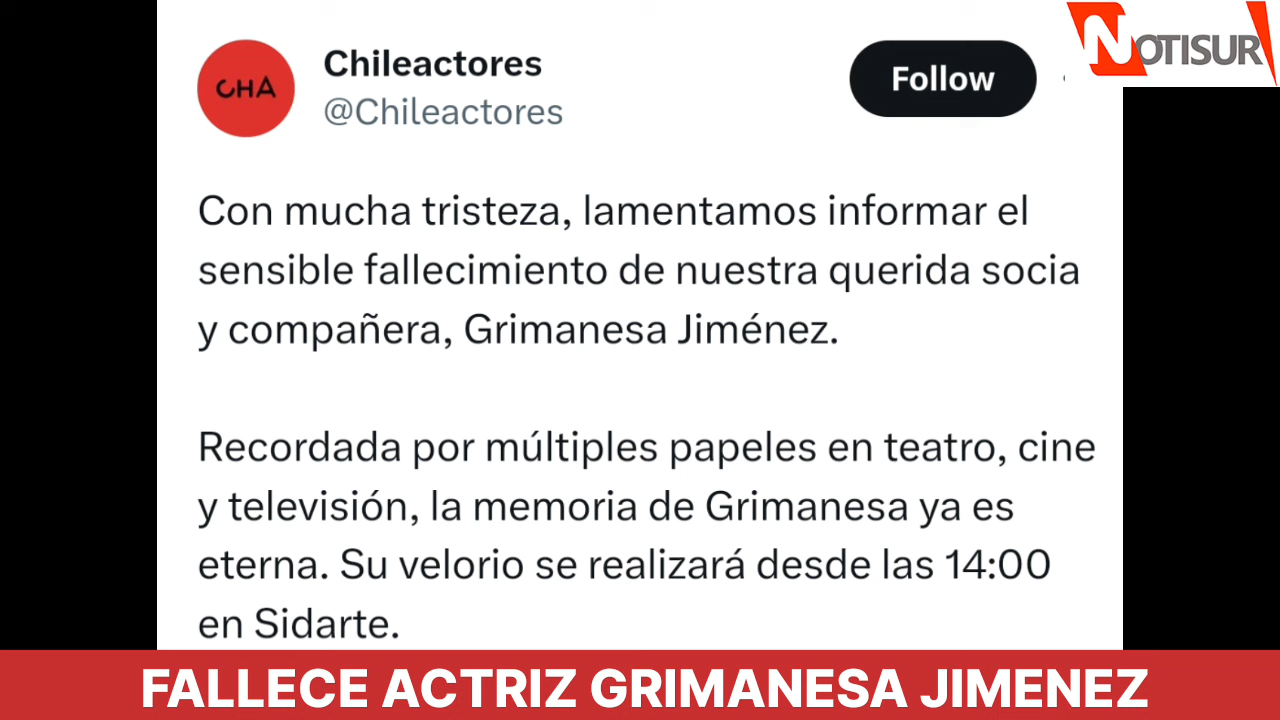 CHA
Chileactores
@Chileactores
Follow
NOTISUR
Con mucha tristeza, lamentamos informar el
sensible fallecimiento de nuestra querida socia
y compañera, Grimanesa Jiménez.
Recordada por múltiples papeles en teatro, cine
y televisión, la memoria de Grimanesa ya es
eterna. Su velorio se realizará desde las 14:00
en Sidarte.
FALLECE ACTRIZ GRIMANESA JIMENEZ